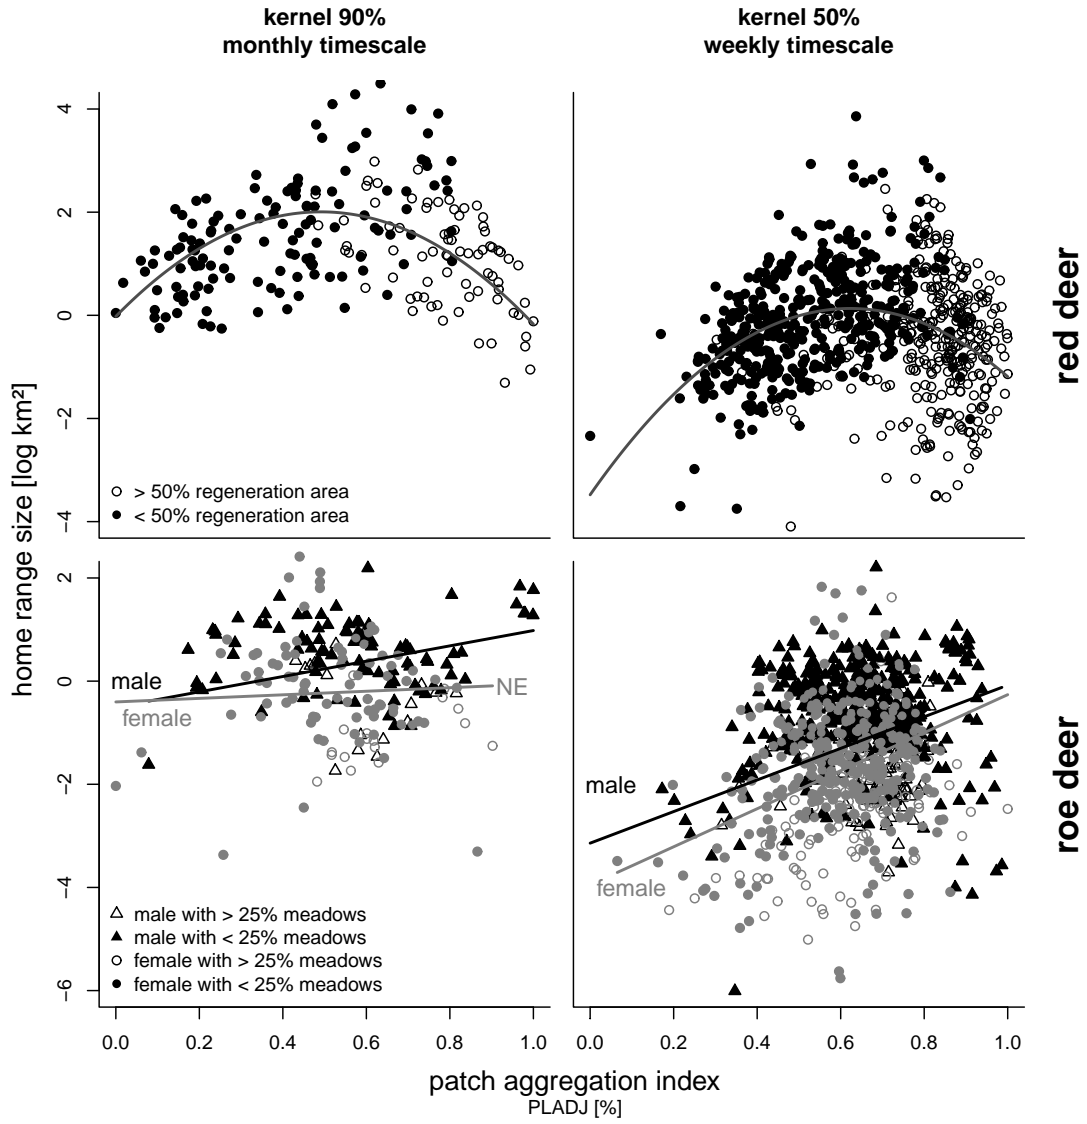 kernel 90%
monthly timescale
kernel 50%
weekly timescale
4
2
0
−2
−4
> 50% regeneration area
< 50% regeneration area
red deer
home range size [log km²]
2
0
−2
−4
−6
male
female
NE
male with > 25% meadows
male with < 25% meadows
female with > 25% meadows
female with < 25% meadows
male
female
roe deer
0.0 0.2 0.4 0.6 0.8 1.0
0.0 0.2 0.4 0.6 0.8 1.0
patch aggregation index
PLADJ [%]